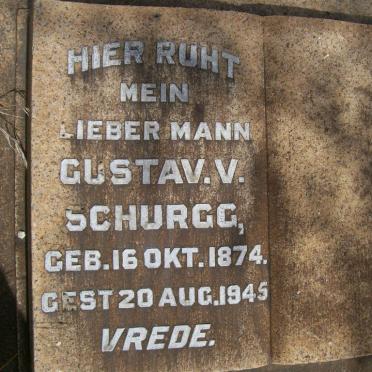 HIER RUHT
MEIN
LIEBER MANN
GUSTAV. V.
SCHURGG,
GEB. 16 OKT. 1874.
GEST 20 AUG. 1945
VREDE.